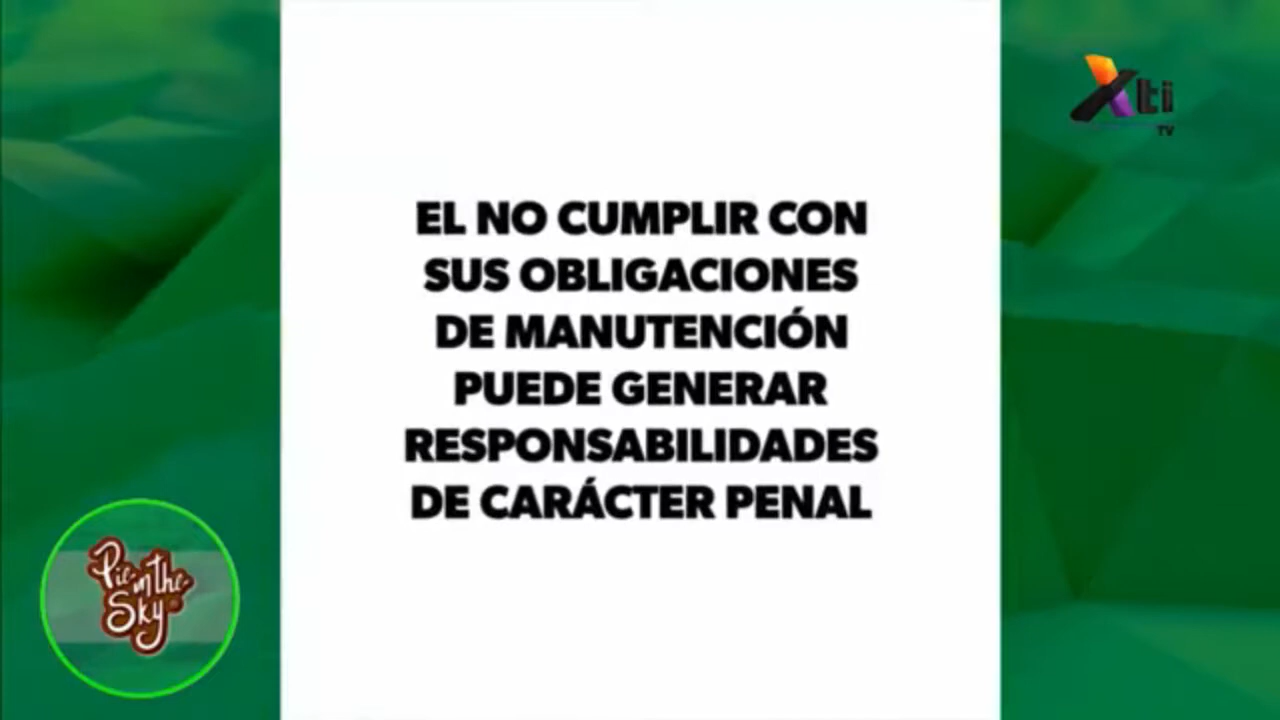 Xti
TV
EL NO CUMPLIR CON
SUS OBLIGACIONES
DE MANUTENCIÓN
PUEDE GENERAR
RESPONSABILIDADES
DE CARÁCTER PENAL
Pie in the
Sky